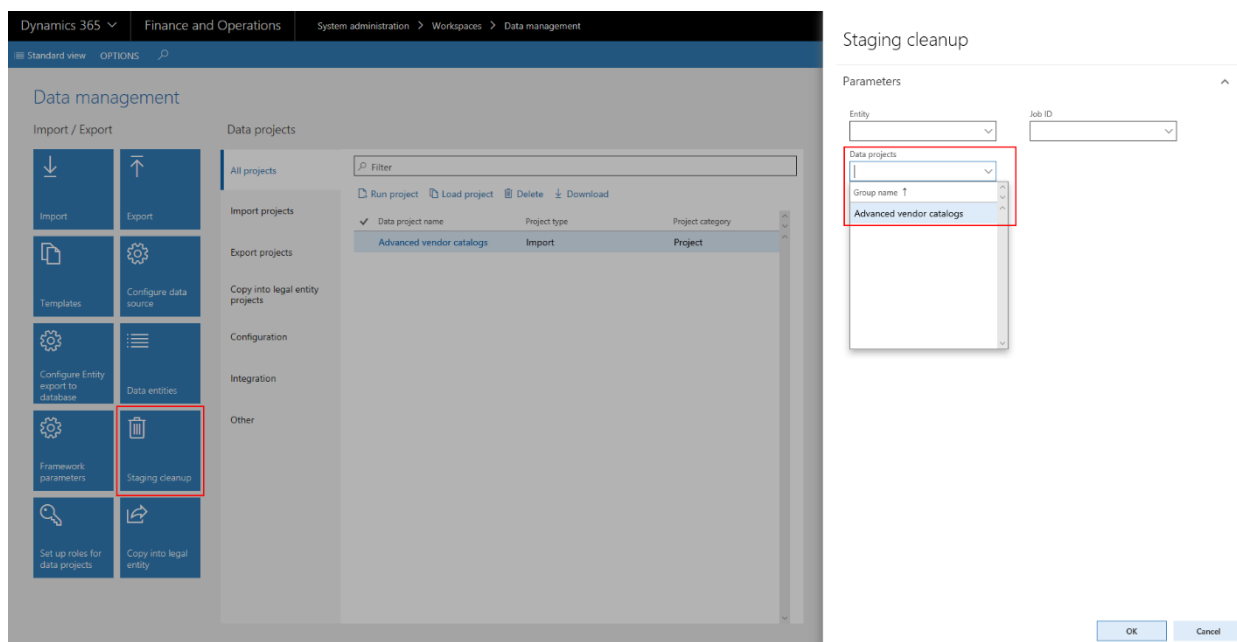 Dynamics 365
Finance and Operations
System administration > Workspaces > Data management
Standard view OPTIONS
Data management
Import / Export
Import
Export
Templates
Configure data
source
Configure Entity
export to
database
Data entities
Framework
parameters
Staging cleanup
Set up roles for
data projects
Copy into legal
entity
Data projects
All projects
Import projects
Export projects
Copy into legal entity
projects
Configuration
Integration
Other
Filter
Run project Load project Delete Download
Data project name Project type Project category
Advanced vendor catalogs Import Project
Staging cleanup
Parameters
Entity Job ID
Data projects
Group name ↑
Advanced vendor catalogs
OK Cancel